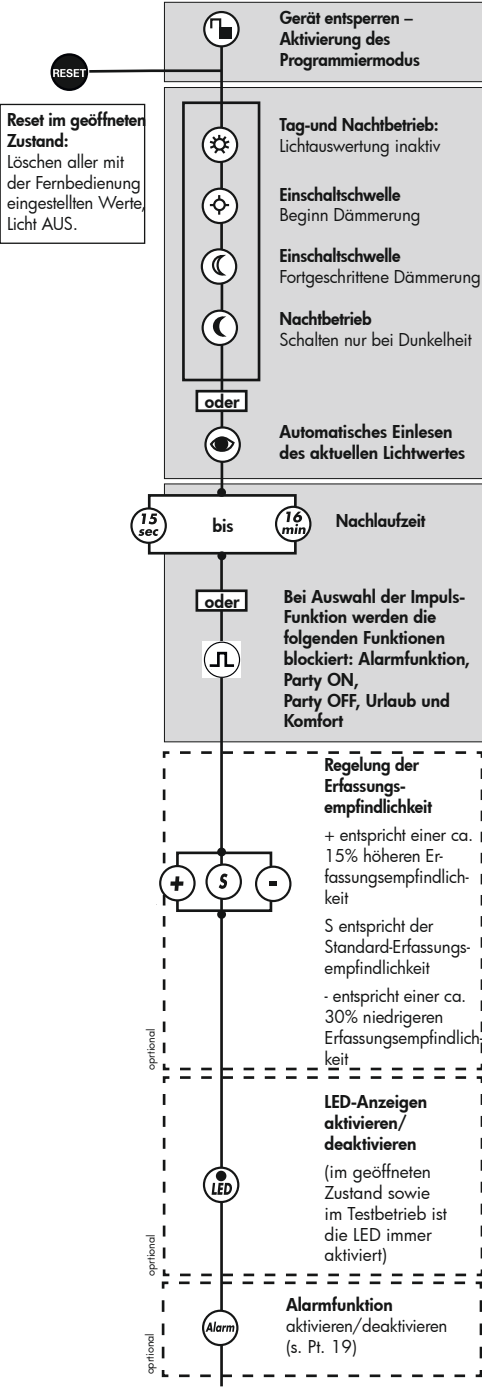 Gerät entsperren –
Aktivierung des
Programmiermodus
RESET
Reset im geöffneten
Zustand:
Löschen aller mit
der Fernbedienung
eingestellten Werte,
Licht AUS.
Tag-und Nachtbetrieb:
Lichtauswertung inaktiv
Einschaltschwelle
Beginn Dämmerung
Einschaltschwelle
Fortgeschrittene Dämmerung
Nachtbetrieb
Schalten nur bei Dunkelheit
oder
Automatisches Einlesen
des aktuellen Lichtwertes
15
sec
bis
16
min
Nachlaufzeit
oder
Bei Auswahl der Impuls-
Funktion werden die
folgenden Funktionen
blockiert: Alarmfunktion,
Party ON,
Party OFF, Urlaub und
Komfort
Regelung der
Erfassungs-
empfindlichkeit
+ entspricht einer ca.
15% höheren Er-
fassungsempfindlich-
keit
S entspricht der
Standard-Erfassungs-
empfindlichkeit
- entspricht einer ca.
30% niedrigeren
Erfassungsempfindlich-
keit
+ S -
oprtional
LED-Anzeigen
aktivieren/
deaktivieren
(im geöffneten
Zustand sowie
im Testbetrieb ist
die LED immer
aktiviert)
LED
oprtional
Alarmfunktion
aktivieren/deaktivieren
(s. Pt. 19)
Alarm
oprtional